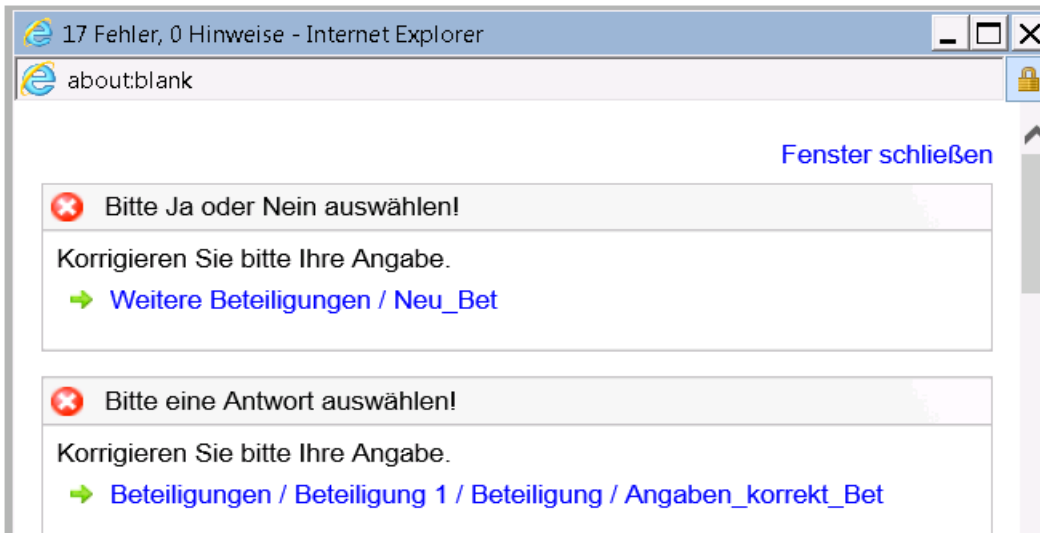 17 Fehler, 0 Hinweise - Internet Explorer
about:blank
Fenster schließen
Bitte Ja oder Nein auswählen!
Korrigieren Sie bitte Ihre Angabe.
Weitere Beteiligungen / Neu_Bet
Bitte eine Antwort auswählen!
Korrigieren Sie bitte Ihre Angabe.
Beteiligungen / Beteiligung 1 / Beteiligung / Angaben_korrekt_Bet